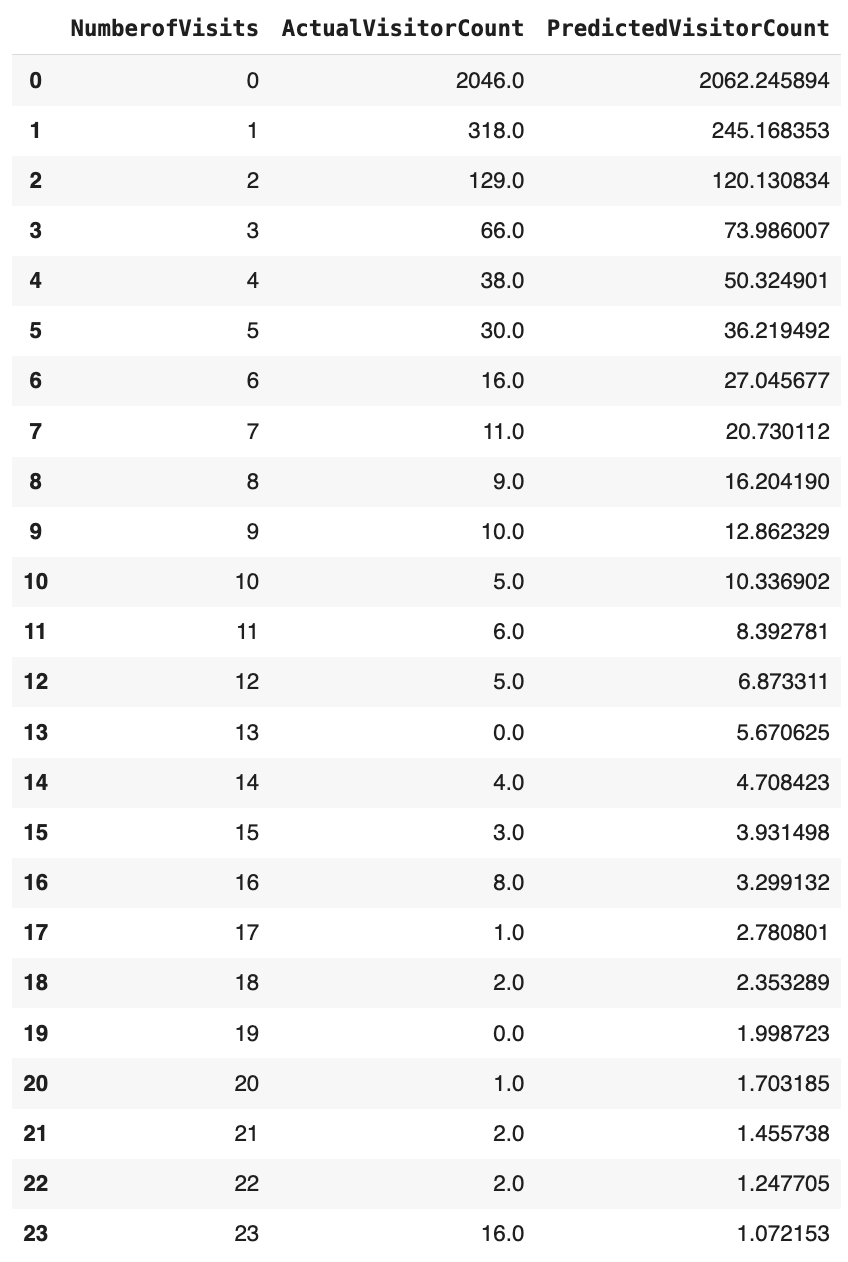 NumberofVisits ActualVisitorCount PredictedVisitorCount
0 0 2046.0 2062.245894
1 1 318.0 245.168353
2 2 129.0 120.130834
3 3 66.0 73.986007
4 4 38.0 50.324901
5 5 30.0 36.219492
6 6 16.0 27.045677
7 7 11.0 20.730112
8 8 9.0 16.204190
9 9 10.0 12.862329
10 10 5.0 10.336902
11 11 6.0 8.392781
12 12 5.0 6.873311
13 13 0.0 5.670625
14 14 4.0 4.708423
15 15 3.0 3.931498
16 16 8.0 3.299132
17 17 1.0 2.780801
18 18 2.0 2.353289
19 19 0.0 1.998723
20 20 1.0 1.703185
21 21 2.0 1.455738
22 22 2.0 1.247705
23 23 16.0 1.072153